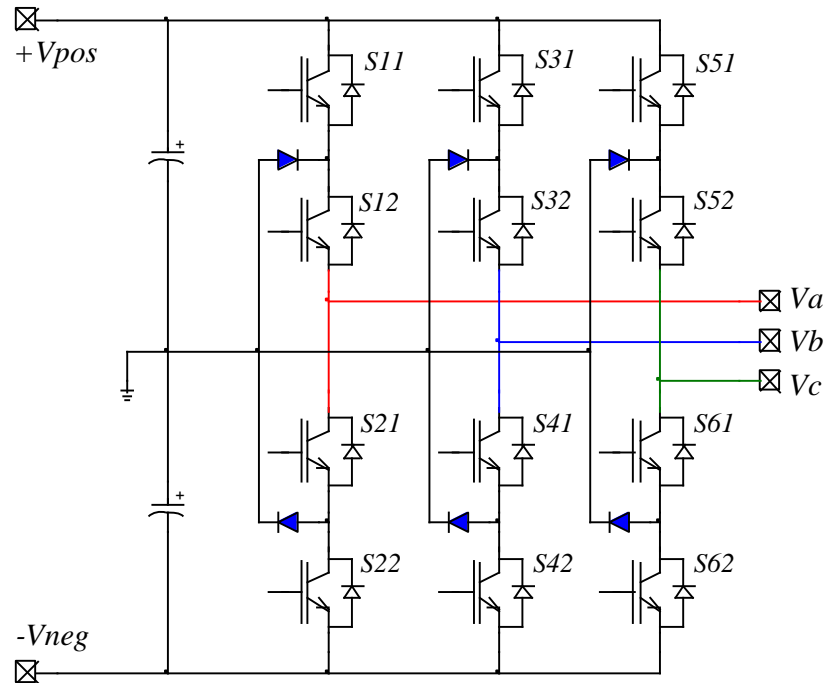 +Vpos
S11
S31
S51
+
S12
S32
S52
Va
Vb
Vc
S21
S41
S61
+
S22
S42
S62
-Vneg